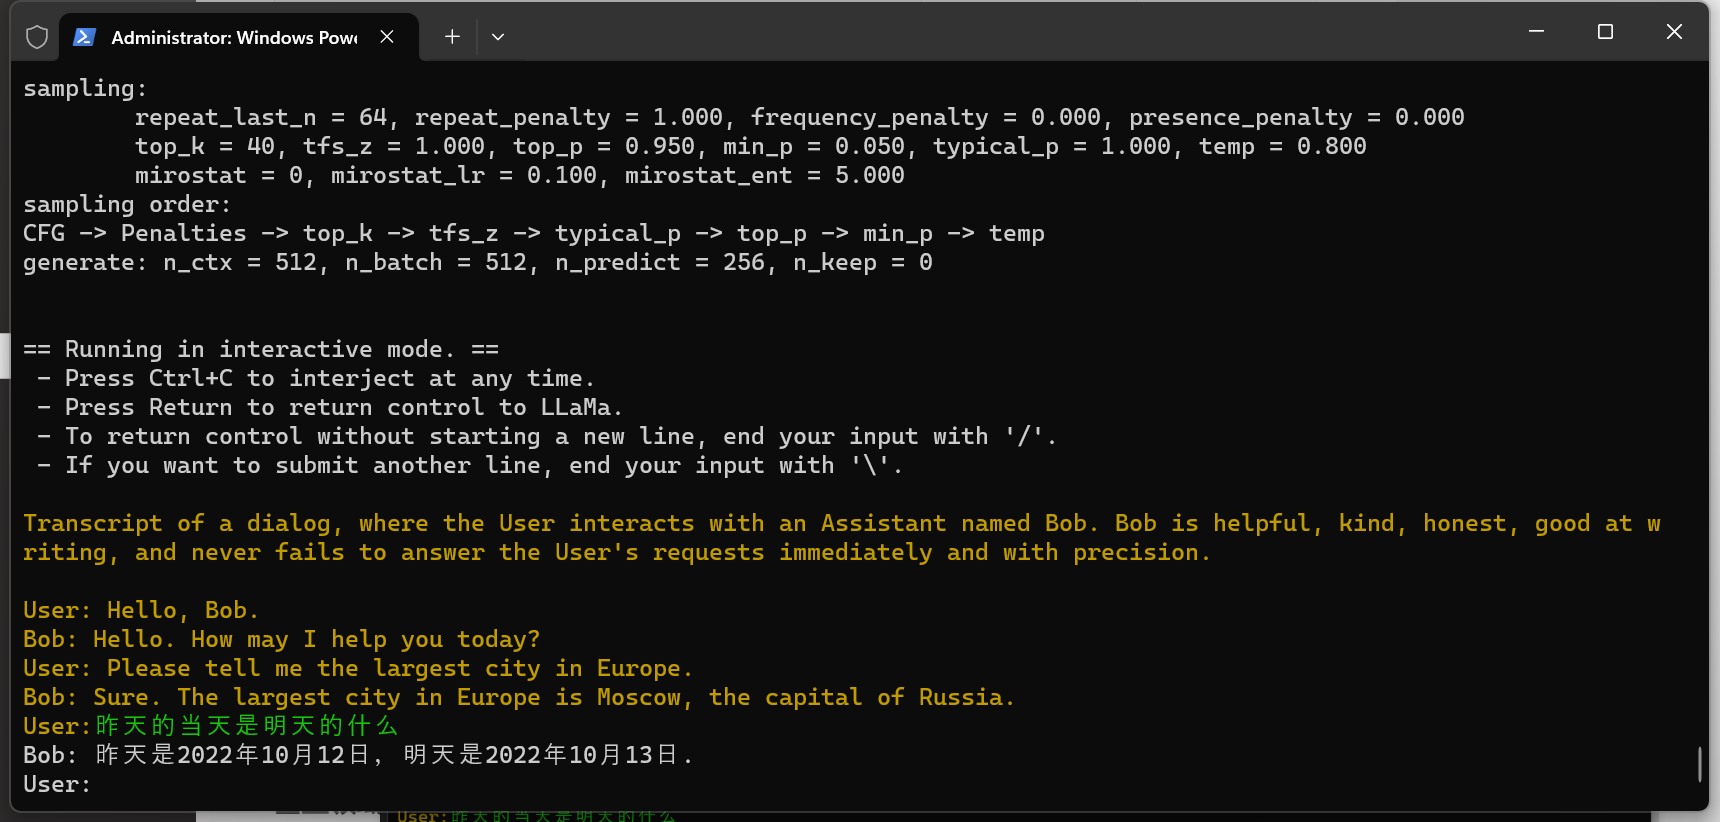 Administrator: Windows Powe
sampling:
repeat_last_n = 64, repeat_penalty = 1.000, frequency_penalty = 0.000, presence_penalty = 0.000
top_k = 40, tfs_z = 1.000, top_p = 0.950, min_p = 0.050, typical_p = 1.000, temp = 0.800
mirostat = 0, mirostat_lr = 0.100, mirostat_ent = 5.000
sampling order:
CFG -> Penalties -> top_k -> tfs_z -> typical_p -> top_p -> min_p -> temp
generate: n_ctx = 512, n_batch = 512, n_predict = 256, n_keep = 0
== Running in interactive mode. ==
- Press Ctrl+C to interject at any time.
- Press Return to return control to LLaMa.
- To return control without starting a new line, end your input with '/'.
- If you want to submit another line, end your input with '\'.
Transcript of a dialog, where the User interacts with an Assistant named Bob. Bob is helpful, kind, honest, good at w
riting, and never fails to answer the User's requests immediately and with precision.
User: Hello, Bob.
Bob: Hello. How may I help you today?
User: Please tell me the largest city in Europe.
Bob: Sure. The largest city in Europe is Moscow, the capital of Russia.
User:昨天的当天是明天的什么
Bob: 昨天是2022年10月12日, 明天是2022年10月13日.
User:
User:昨天的当天是明天的什么